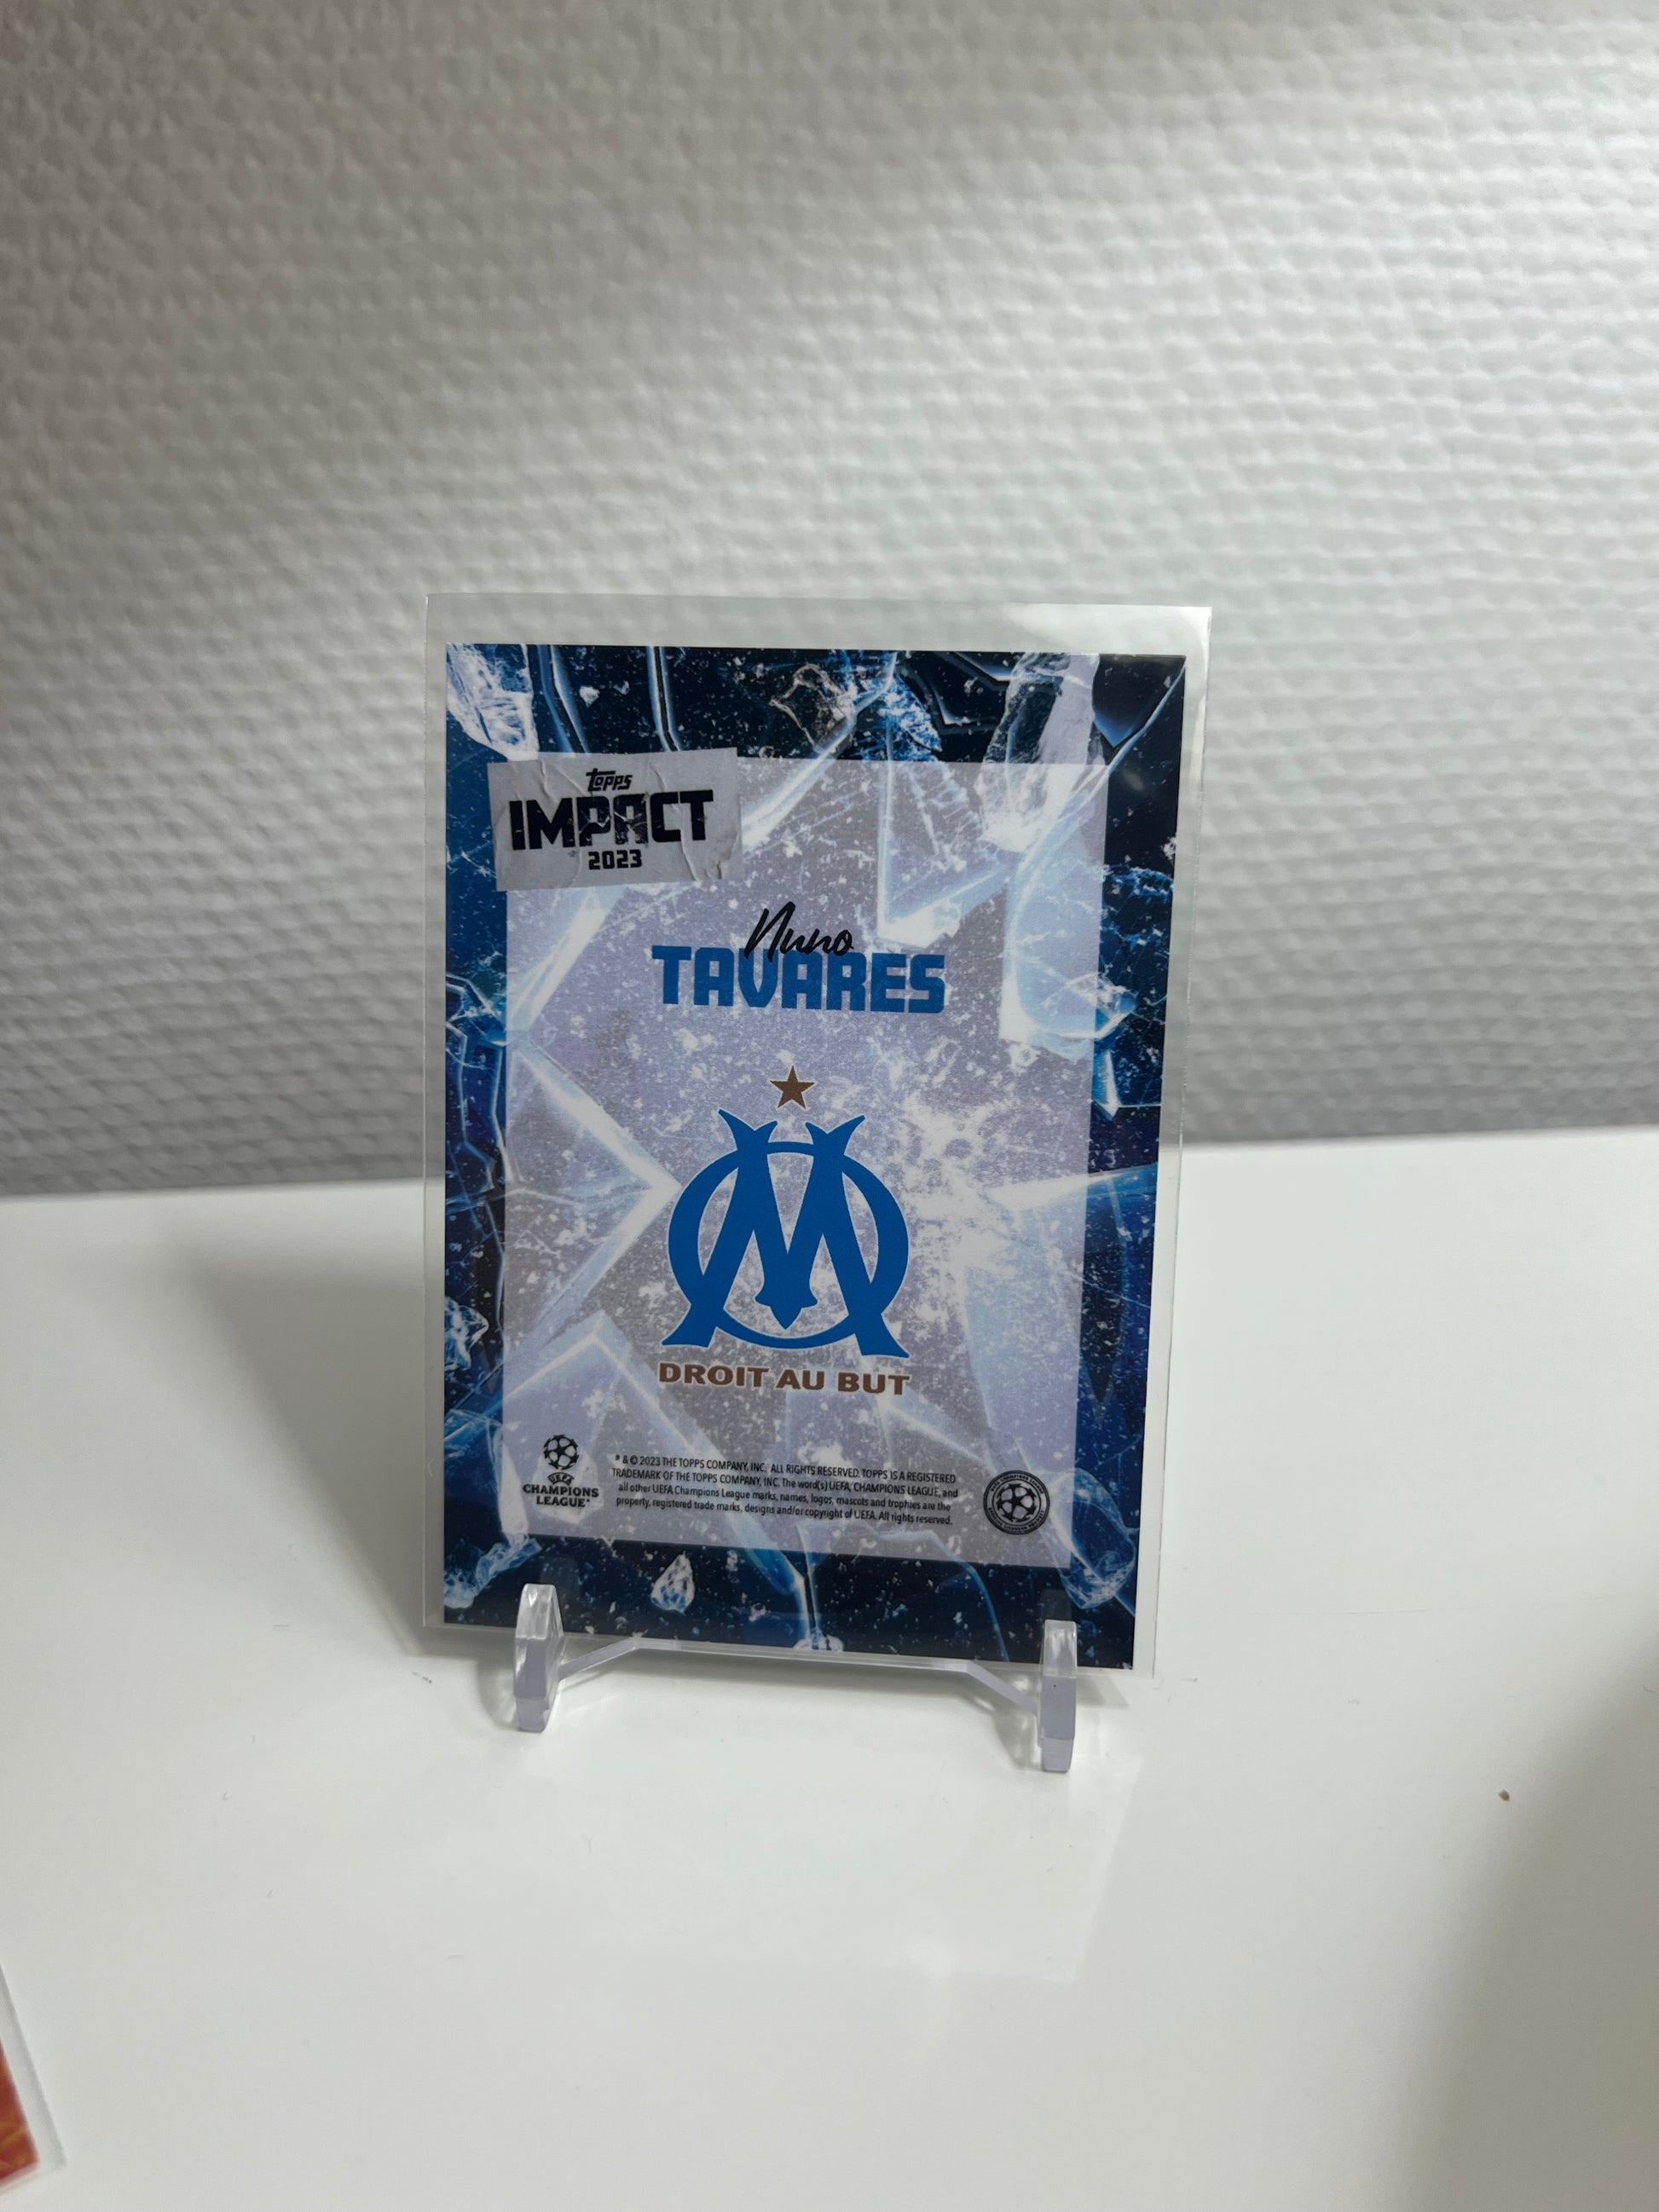 Topps
IMPACT
2023
Nuno
TAVARES
DROIT AU BUT
UEFA
CHAMPIONS
LEAGUE®
® & © 2023 THE TOPPS COMPANY, INC. ALL RIGHTS RESERVED. TOPPS IS A REGISTERED
TRADEMARK OF THE TOPPS COMPANY, INC. The word(s) UEFA, CHAMPIONS LEAGUE, and
all other UEFA Champions League marks, names, logos, mascots and trophies are the
property, registered trade marks, designs and/or copyright of UEFA. All rights reserved.